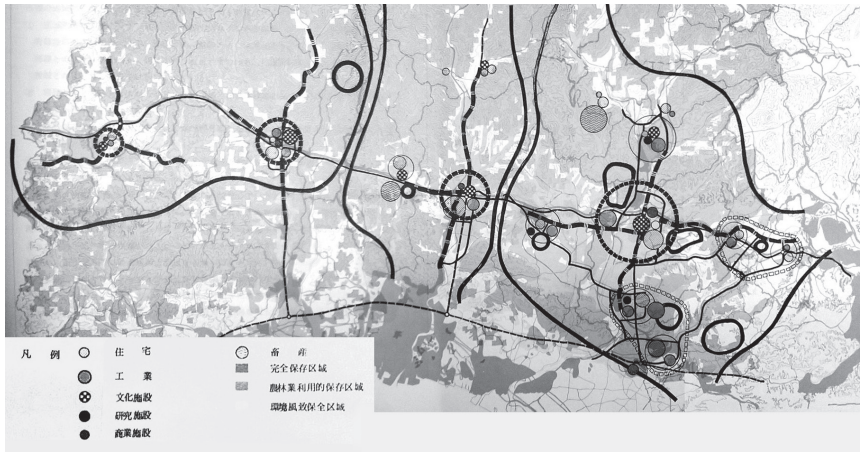 凡例
住宅
工業
文化施設
研究施設
商業施設
畜産
完全保存区域
農林業利用的保存区域
環境風致保全区域